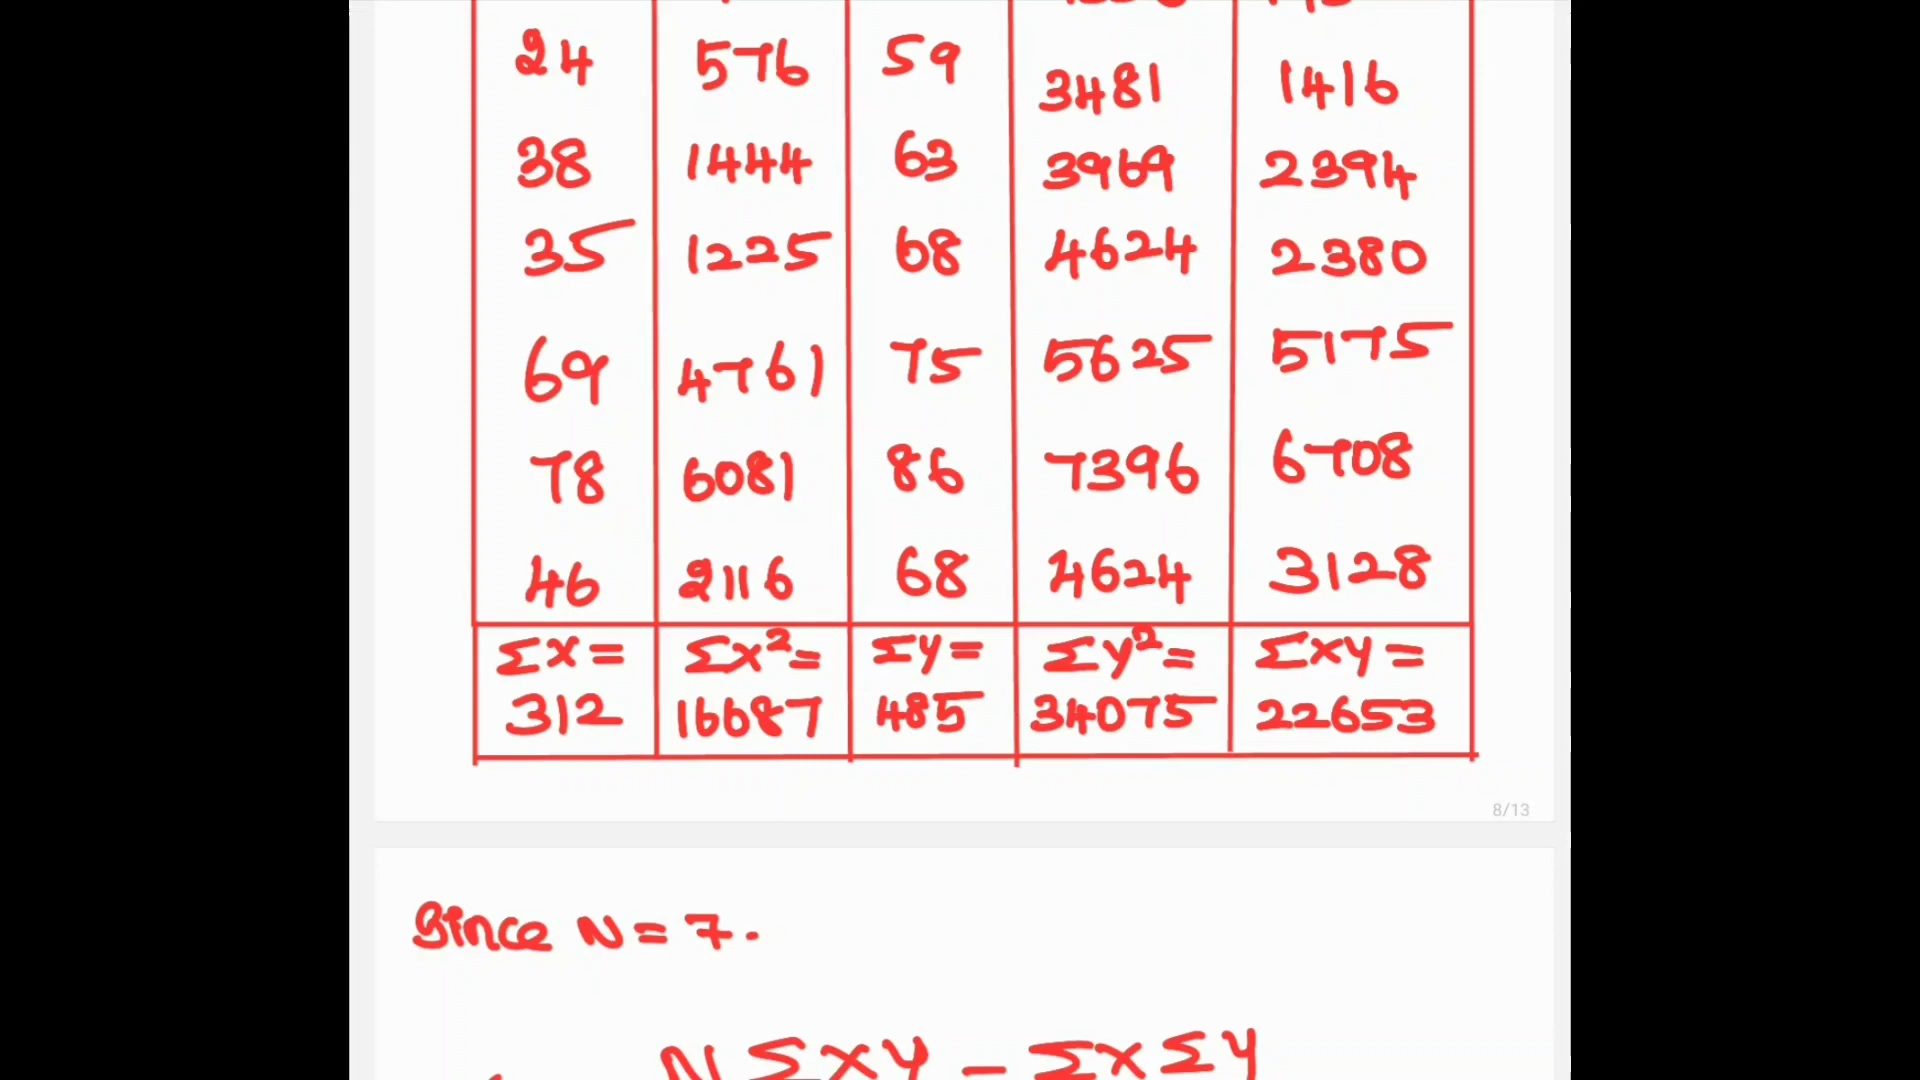 24 576 59 3481 1416
38 1444 63 3969 2394
35 1225 68 4624 2380
69 4761 75 5625 5175
78 6081 86 7396 6708
46 2116 68 4624 3128
Σx= Σx²= Σy= Σy²= Σxy=
312 16687 485 34075 22653
8/13
Since N = 7.
NΣxy - ΣxΣy